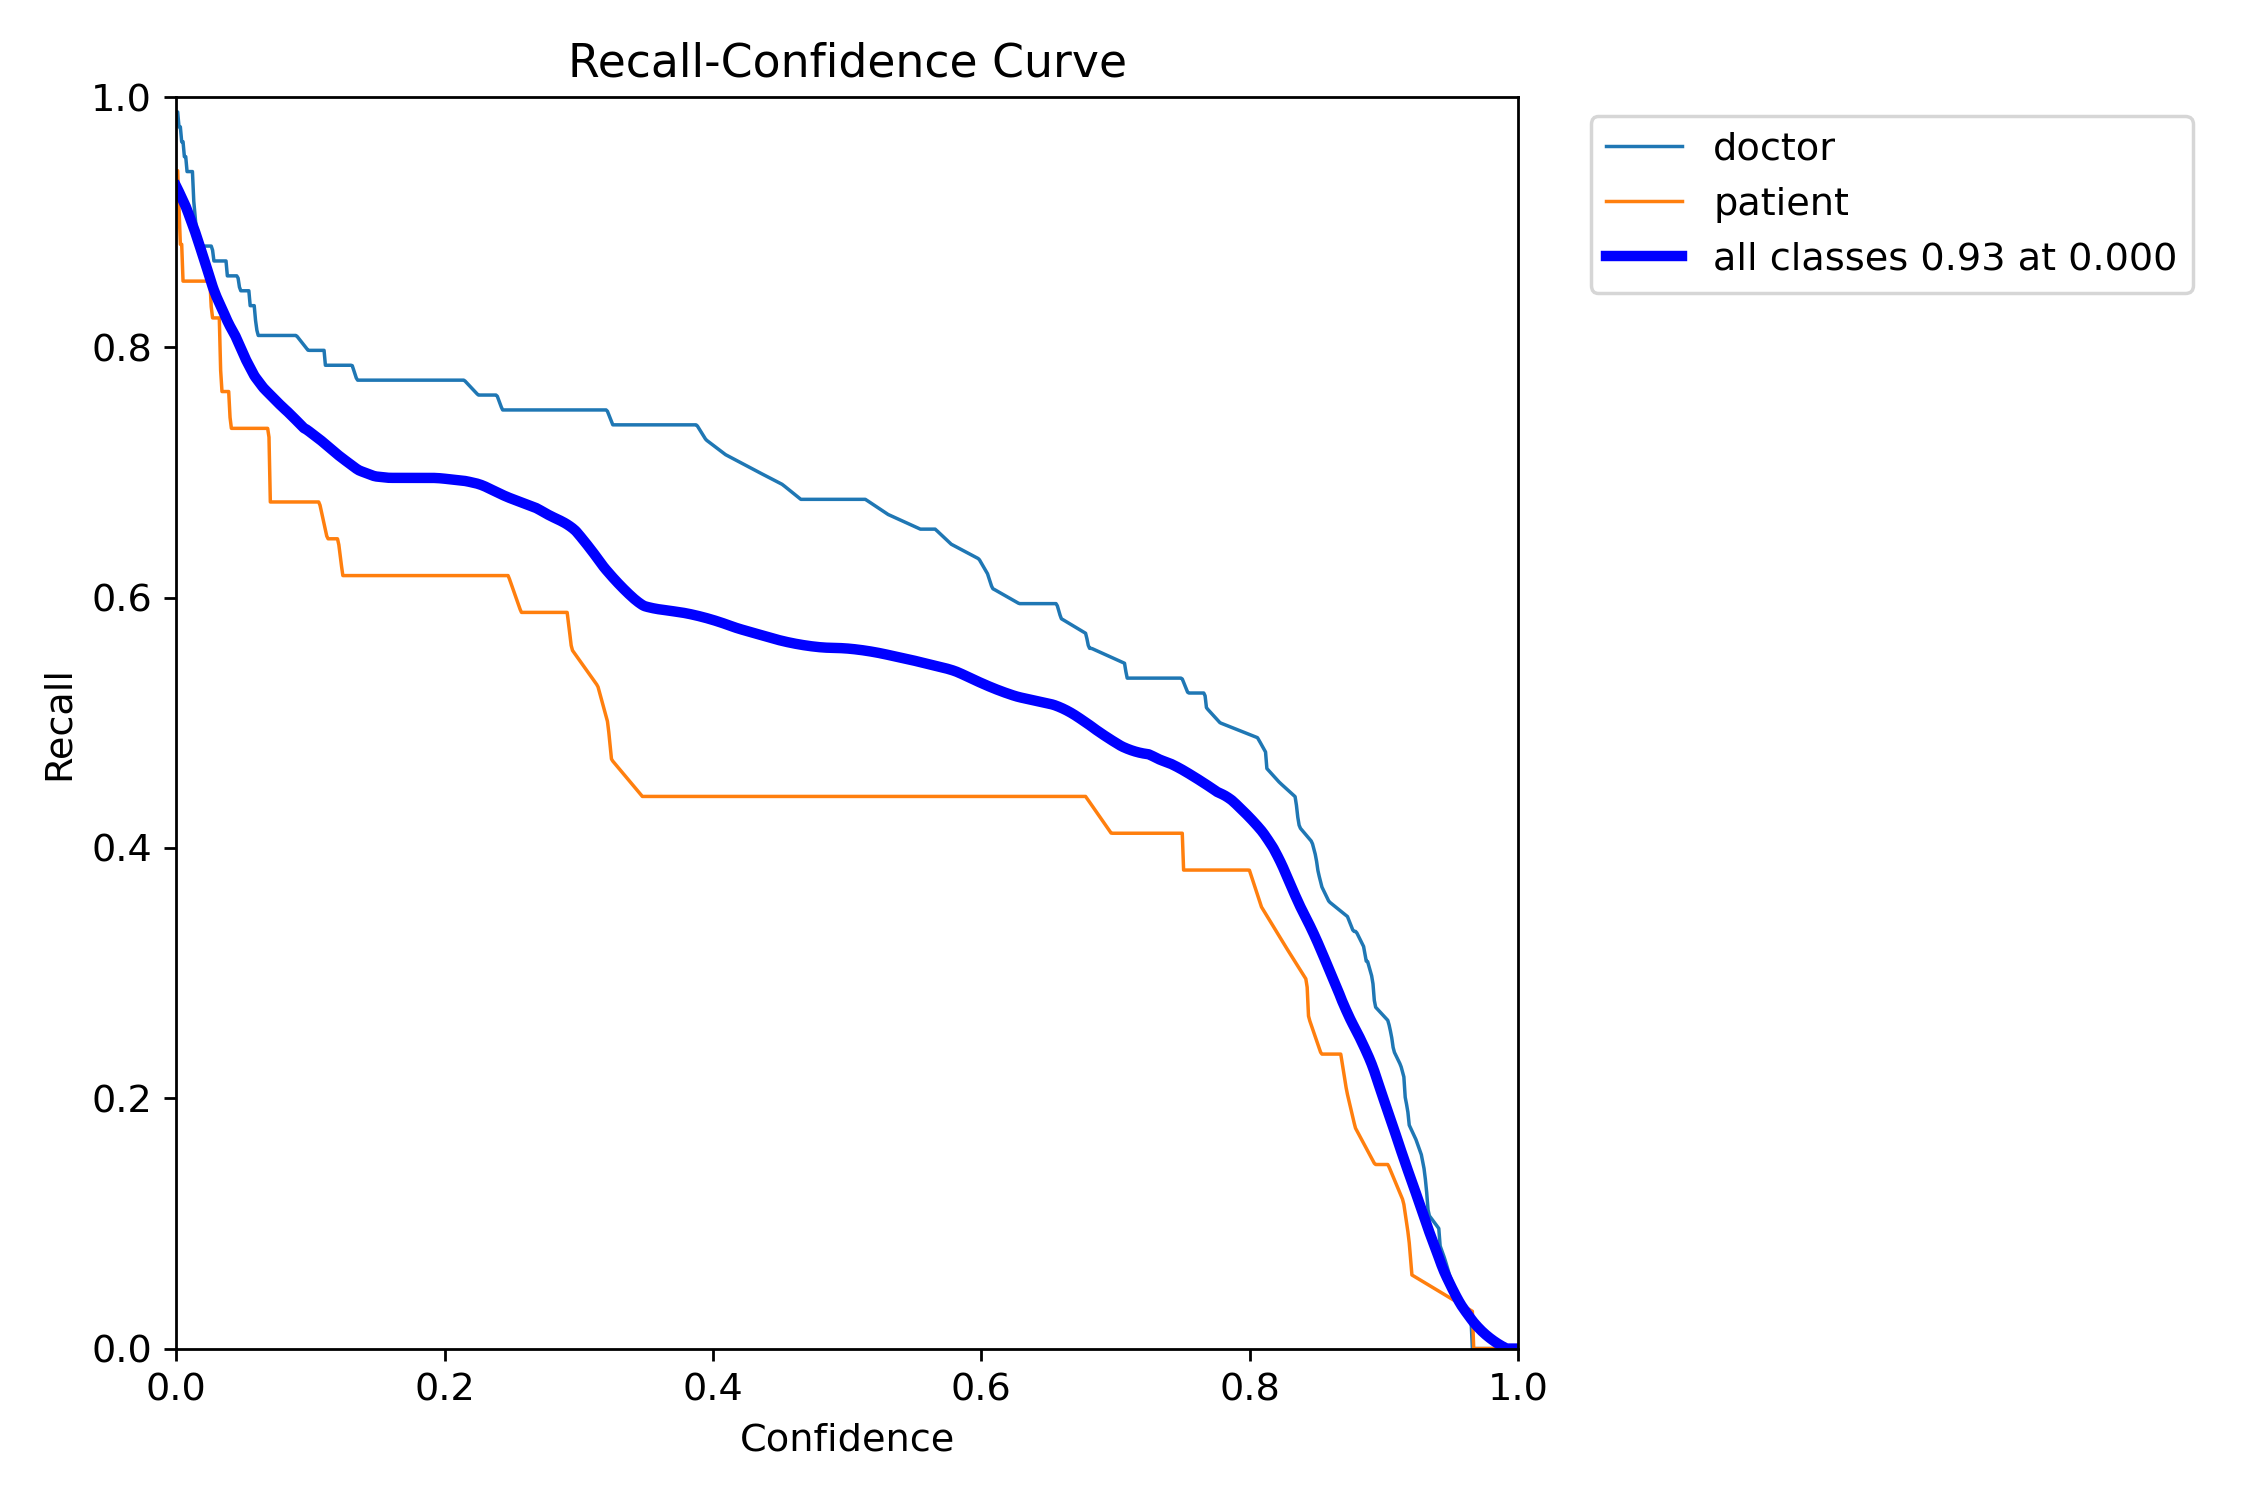 Recall-Confidence Curve
1.0
0.8
0.6
0.4
0.2
0.0
Recall
0.0 0.2 0.4 0.6 0.8 1.0
Confidence
doctor
patient
all classes 0.93 at 0.000